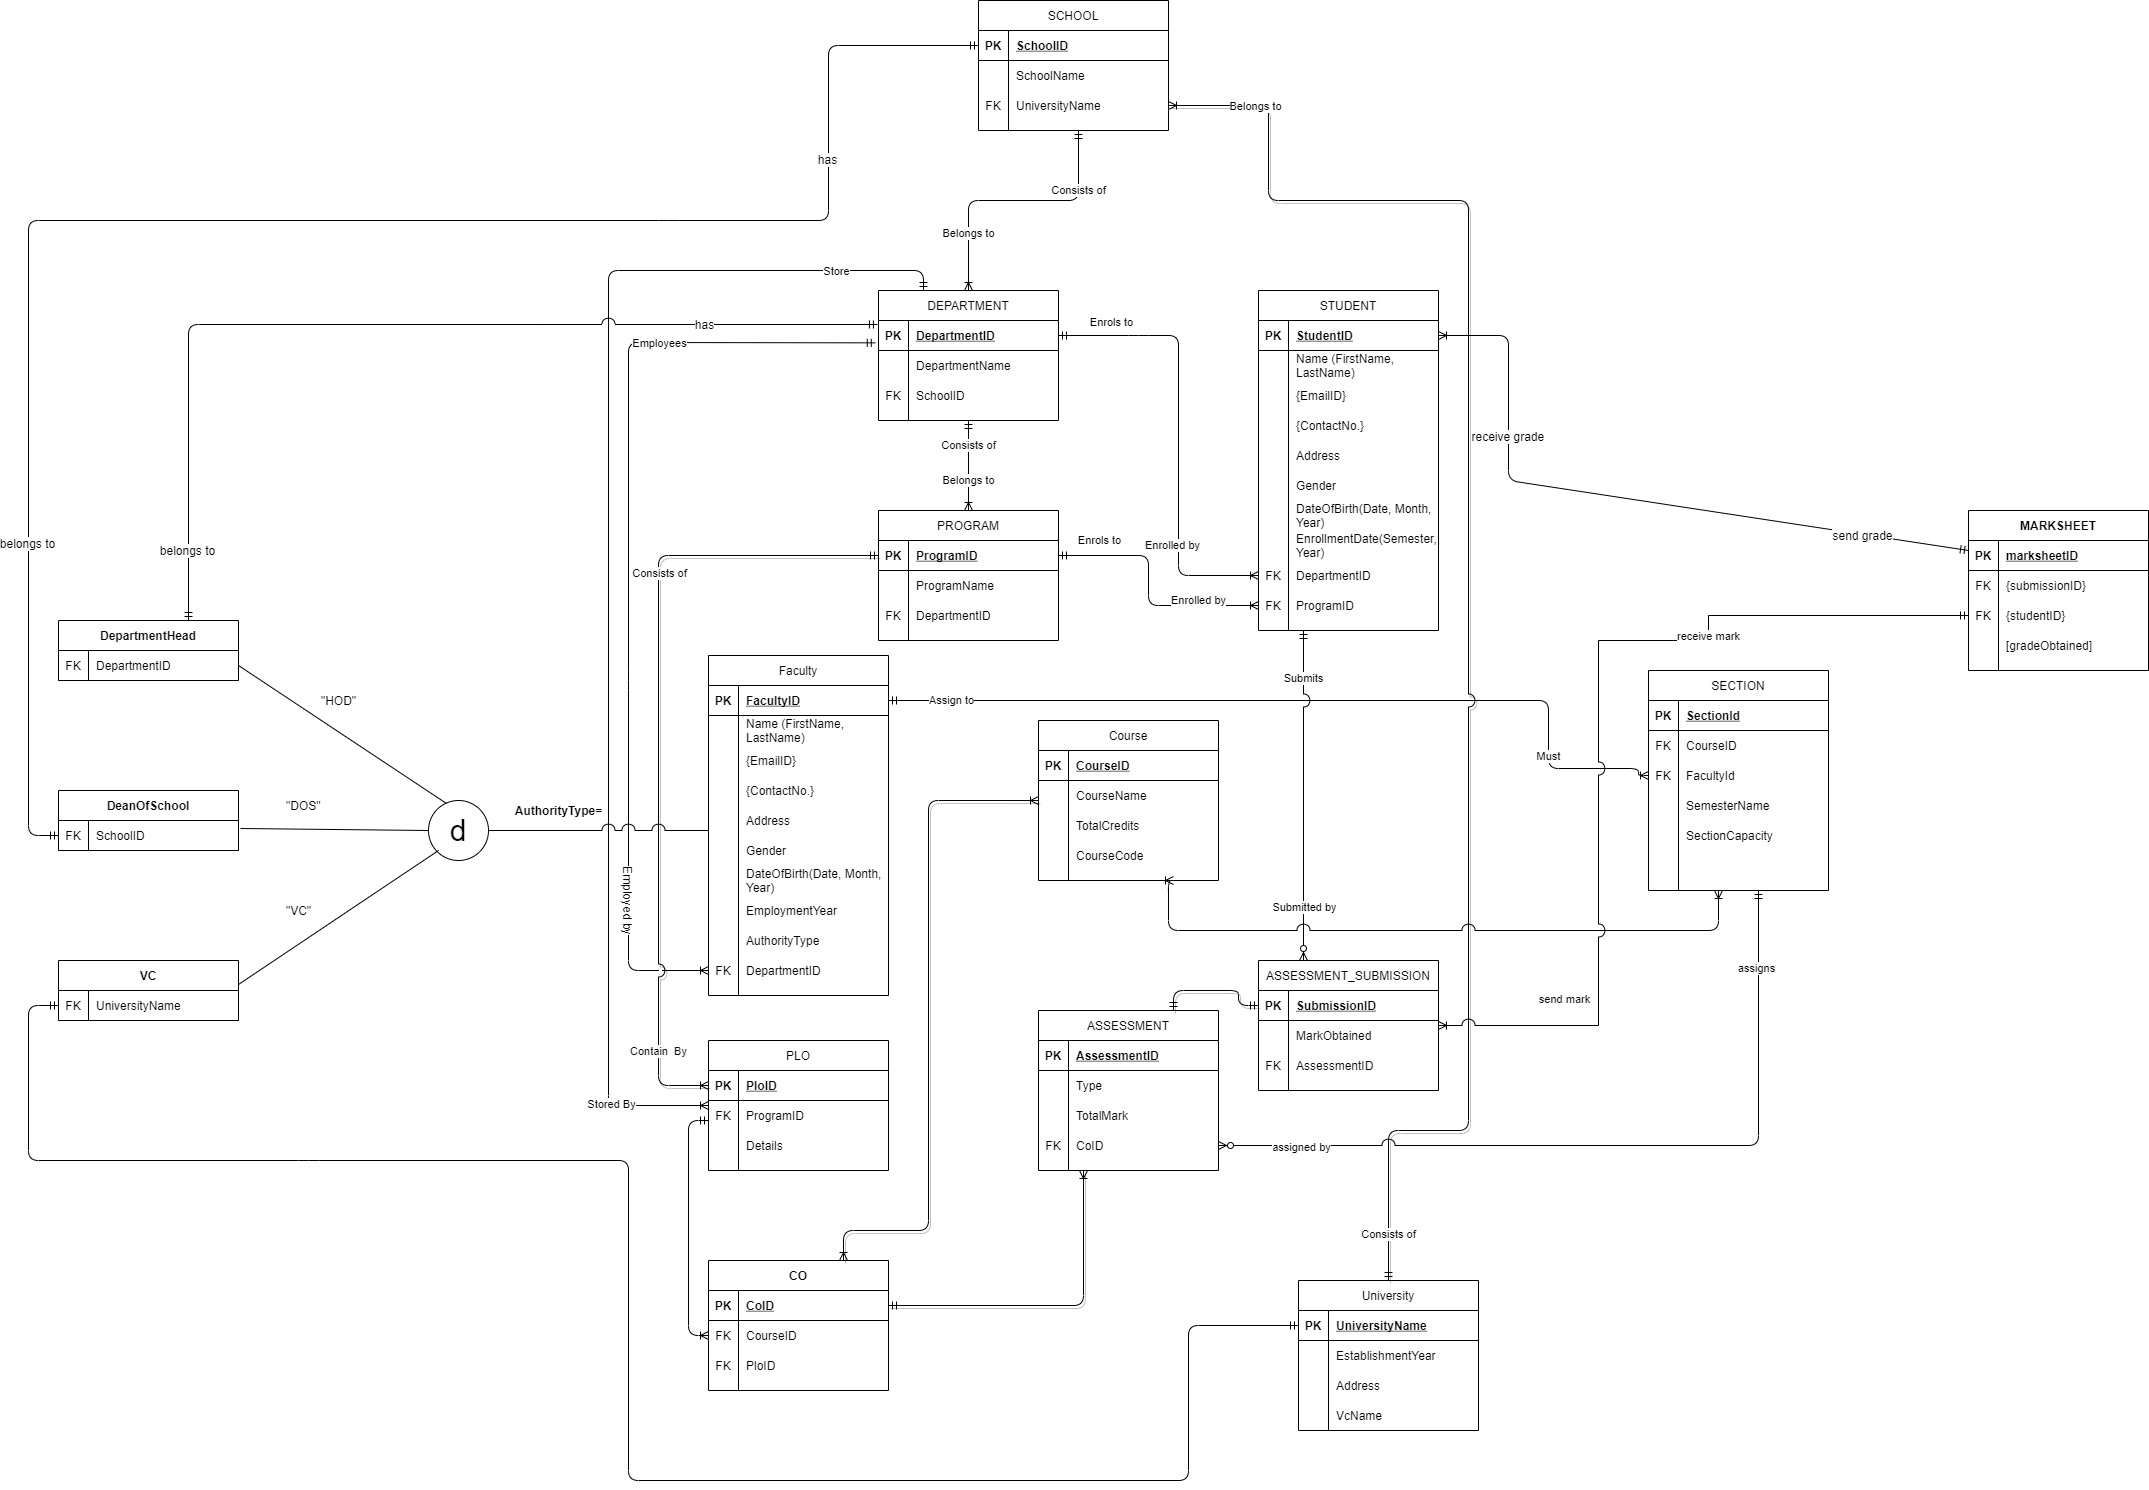 SCHOOL
PK SchoolID
SchoolName
FK UniversityName
Belongs to
has
Consists of
Belongs to
Store
DEPARTMENT
PK DepartmentID
DepartmentName
FK SchoolID
has
Employees
Enrols to
STUDENT
PK StudentID
Name (FirstName,
LastName)
{EmailID}
{ContactNo.}
Address
Gender
DateOfBirth(Date, Month,
Year)
EnrollmentDate(Semester,
Year)
FK DepartmentID
FK ProgramID
receive grade
send grade
Consists of
Belongs to
PROGRAM
PK ProgramID
ProgramName
FK DepartmentID
Enrols to
Enrolled by
Enrolled by
Consists of
MARKSHEET
PK marksheetID
FK {submissionID}
FK {studentID}
[gradeObtained]
receive mark
belongs to
belongs to
DepartmentHead
FK DepartmentID
"HOD"
DeanOfSchool
FK SchoolID
"DOS"
d
AuthorityType=
"VC"
VC
FK UniversityName
Faculty
PK FacultyID
Name (FirstName,
LastName)
{EmailID}
{ContactNo.}
Address
Gender
DateOfBirth(Date, Month,
Year)
EmploymentYear
AuthorityType
FK DepartmentID
Employed by
Assign to
Must
Submits
Submitted by
Course
PK CourseID
CourseName
TotalCredits
CourseCode
SECTION
PK SectionId
FK CourseID
FK FacultyId
SemesterName
SectionCapacity
assigns
ASSESSMENT_SUBMISSION
PK SubmissionID
MarkObtained
FK AssessmentID
send mark
ASSESSMENT
PK AssessmentID
Type
TotalMark
FK CoID
assigned by
Contain By
Stored By
PLO
PK PloID
FK ProgramID
Details
CO
PK CoID
FK CourseID
FK PloID
Consists of
University
PK UniversityName
EstablishmentYear
Address
VcName